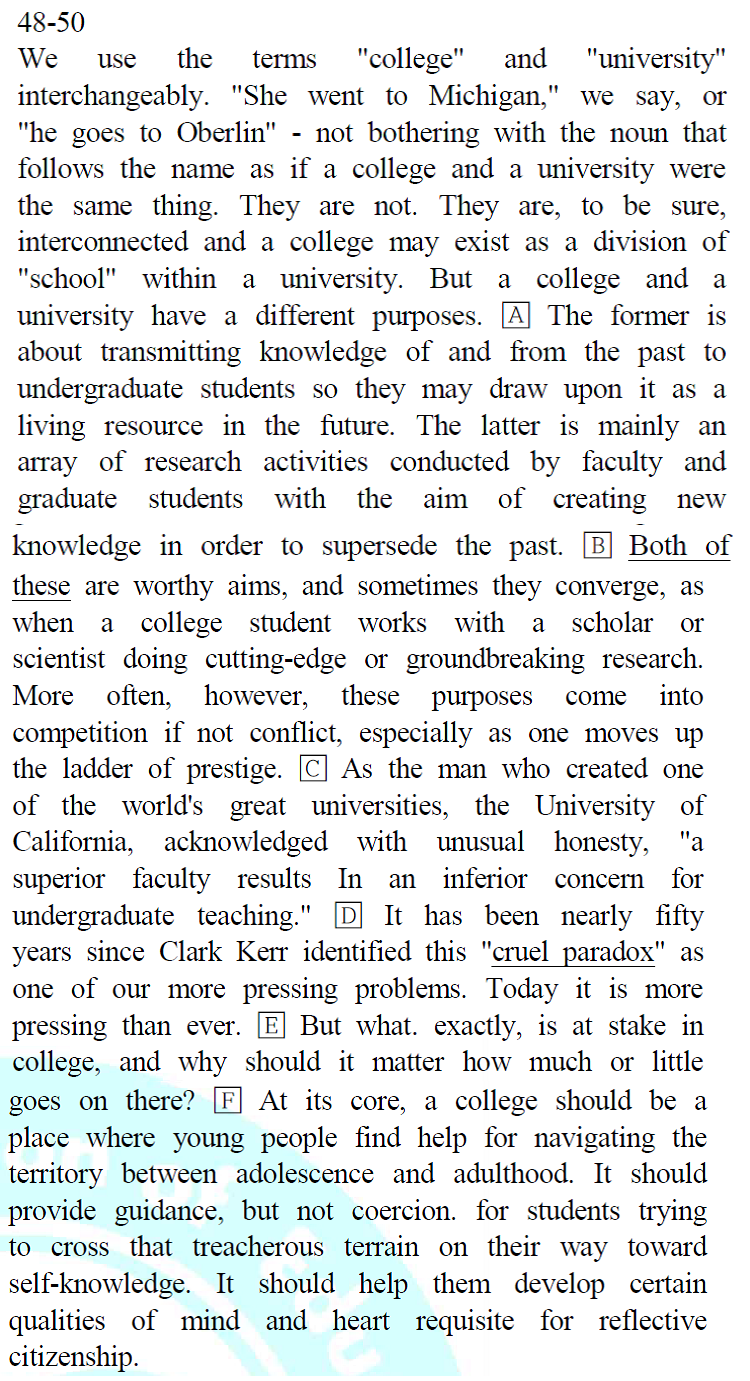 48-50
We use the terms "college" and "university"
interchangeably. "She went to Michigan," we say, or
"he goes to Oberlin" - not bothering with the noun that
follows the name as if a college and a university were
the same thing. They are not. They are, to be sure,
interconnected and a college may exist as a division of
"school" within a university. But a college and a
university have a different purposes. A The former is
about transmitting knowledge of and from the past to
undergraduate students so they may draw upon it as a
living resource in the future. The latter is mainly an
array of research activities conducted by faculty and
graduate students with the aim of creating new
knowledge in order to supersede the past. B Both of
these are worthy aims, and sometimes they converge, as
when a college student works with a scholar or
scientist doing cutting-edge or groundbreaking research.
More often, however, these purposes come into
competition if not conflict, especially as one moves up
the ladder of prestige. C As the man who created one
of the world's great universities, the University of
California, acknowledged with unusual honesty, "a
superior faculty results In an inferior concern for
undergraduate teaching." D It has been nearly fifty
years since Clark Kerr identified this "cruel paradox" as
one of our more pressing problems. Today it is more
pressing than ever. E But what. exactly, is at stake in
college, and why should it matter how much or little
goes on there? F At its core, a college should be a
place where young people find help for navigating the
territory between adolescence and adulthood. It should
provide guidance, but not coercion. for students trying
to cross that treacherous terrain on their way toward
self-knowledge. It should help them develop certain
qualities of mind and heart requisite for reflective
citizenship.